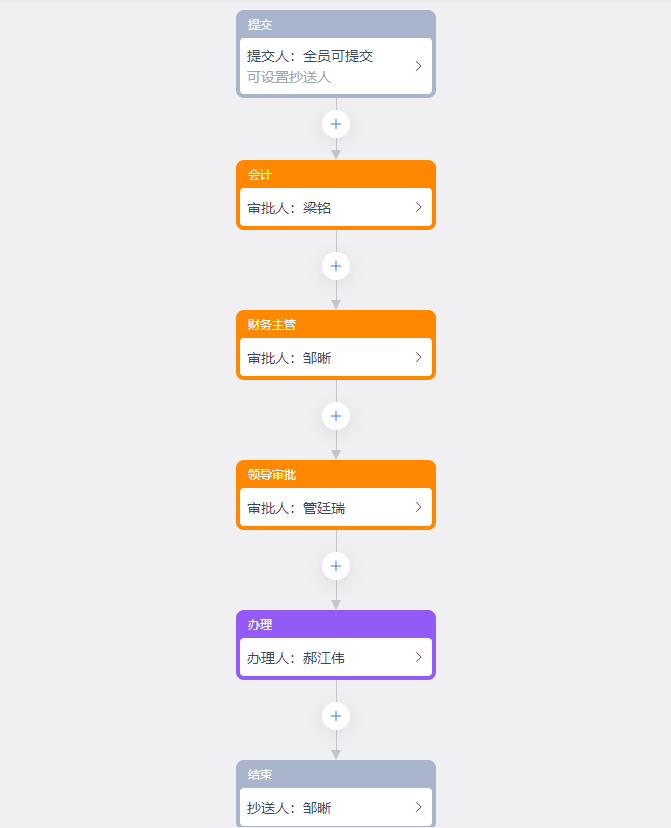 提交
提交人：全员可提交
可设置抄送人
会计
审批人：梁铭
财务主管
审批人：邹晰
领导审批
审批人：管廷瑞
办理
办理人：郝江伟
结束
抄送人：邹晰